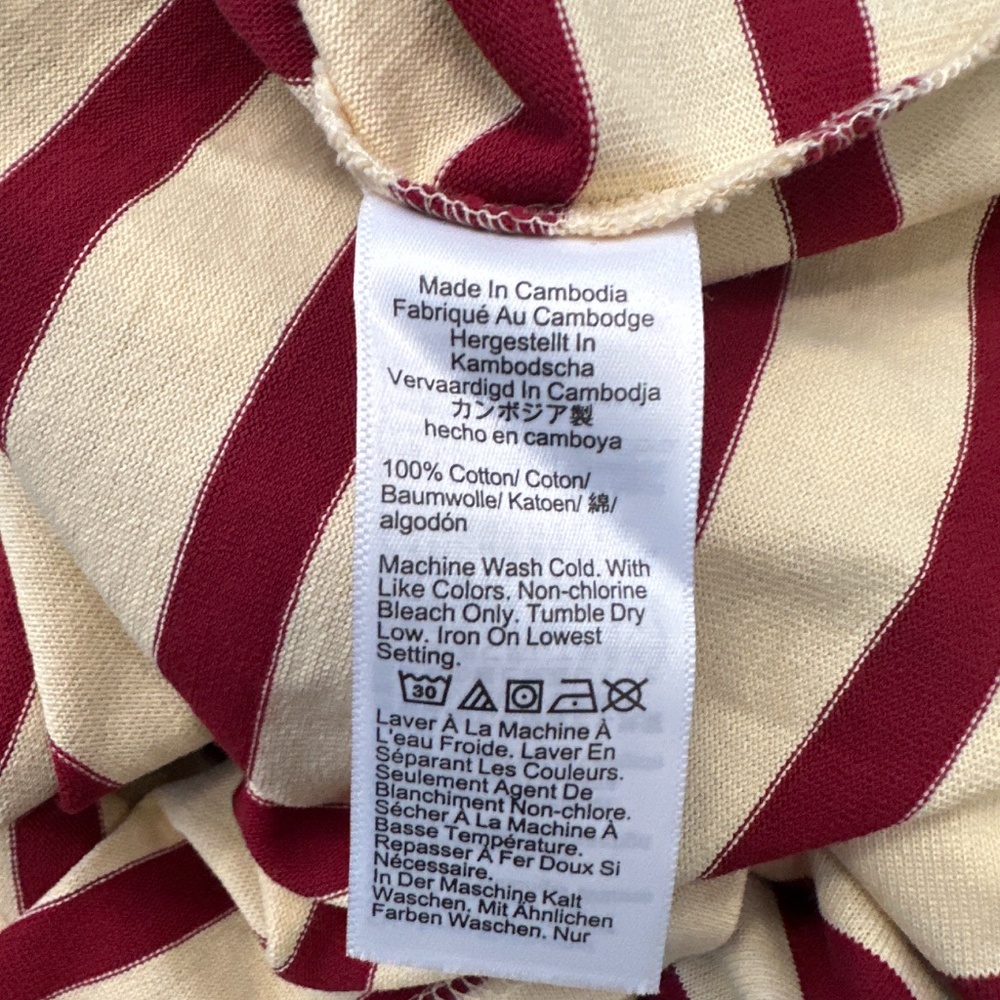 Made In Cambodia
Fabriqué Au Cambodge
Hergestellt In
Kambodscha
Vervaardigd In Cambodja
カンボジア製
hecho en camboya
100% Cotton/ Coton/
Baumwolle/ Katoen/ 綿/
algodón
Machine Wash Cold. With
Like Colors. Non-chlorine
Bleach Only. Tumble Dry
Low. Iron On Lowest
Setting.
30
Laver À La Machine À
L'eau Froide. Laver En
Séparant Les Couleurs.
Seulement Agent De
Blanchiment Non-chlore.
Sécher À La Machine À
Basse Température.
Repasser À Fer Doux Si
Nécessaire.
In Der Maschine Kalt
Waschen. Mit Ähnlichen
Farben Waschen. Nur